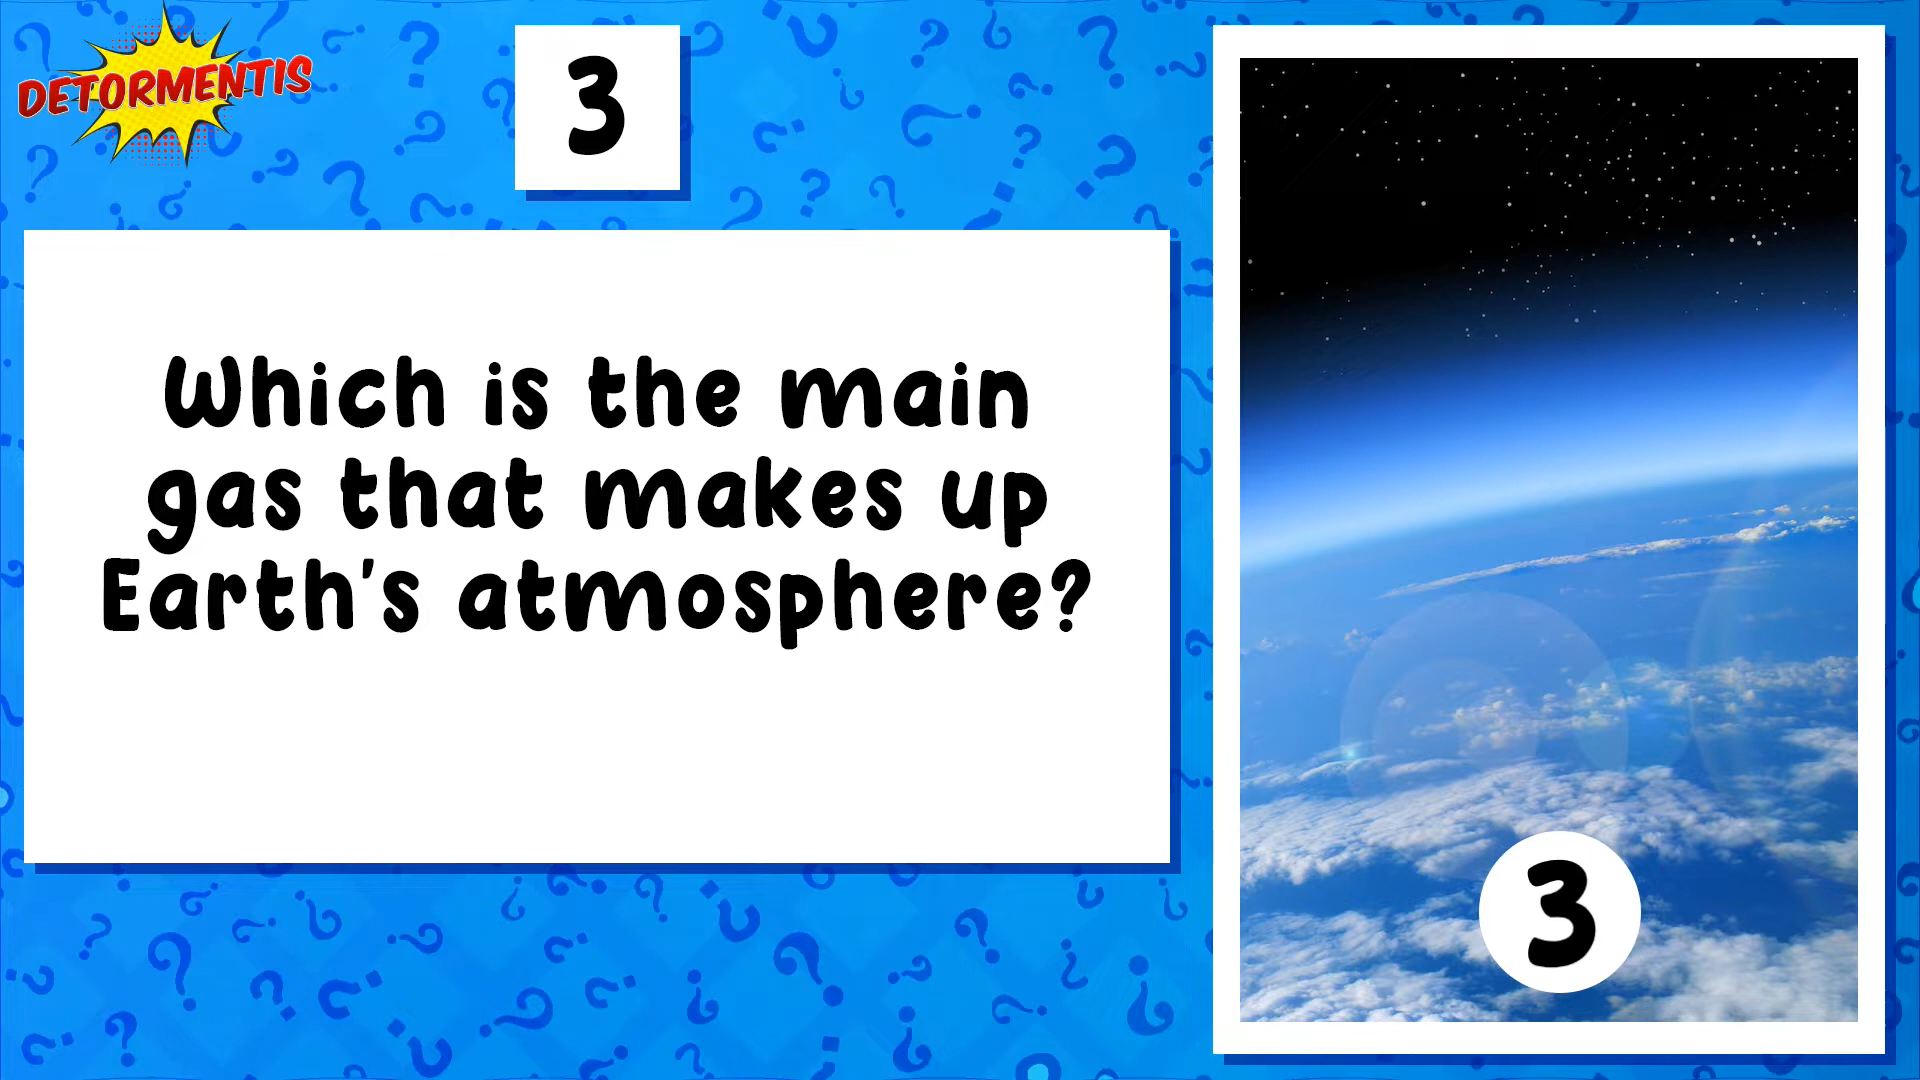 DETORMENTIS
3
Which is the main
gas that makes up
Earth's atmosphere?
3